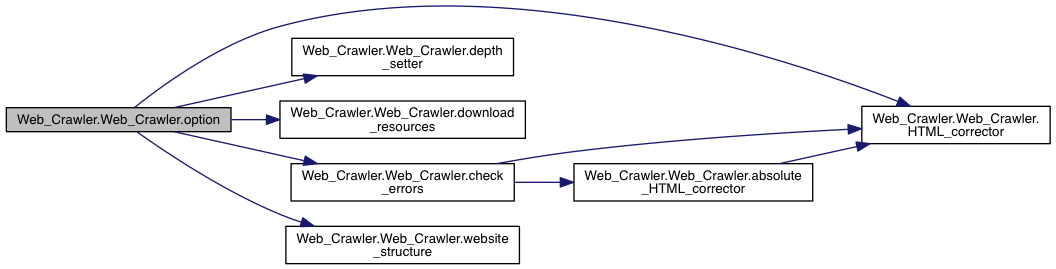 Web_Crawler.Web_Crawler.option
Web_Crawler.Web_Crawler.depth
_setter
Web_Crawler.Web_Crawler.download
_resources
Web_Crawler.Web_Crawler.check
_errors
Web_Crawler.Web_Crawler.website
_structure
Web_Crawler.Web_Crawler.absolute
_HTML_corrector
Web_Crawler.Web_Crawler.
HTML_corrector